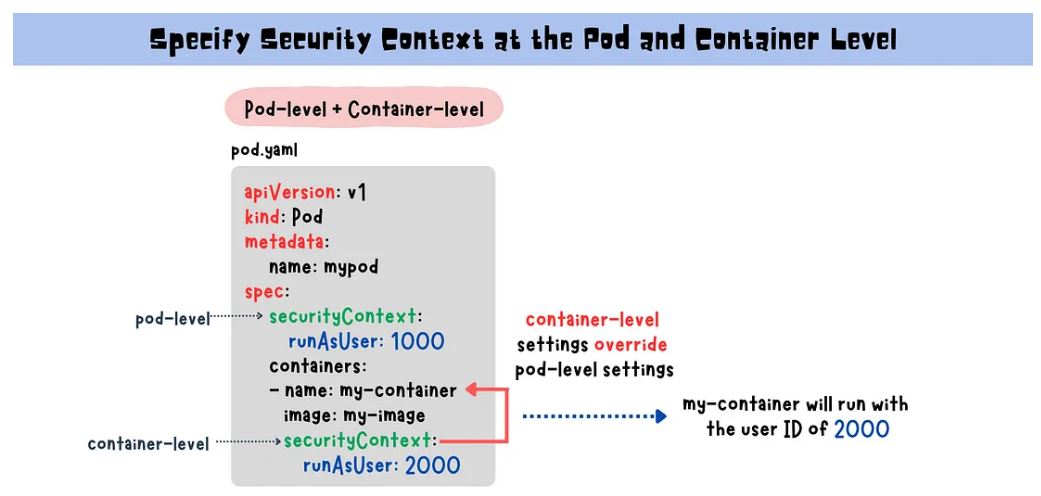 Specify Security Context at the Pod and Container Level
Pod-level + Container-level
pod.yaml
apiVersion: v1
kind: Pod
metadata:
name: mypod
spec:
pod-level
securityContext:
runAsUser: 1000
containers:
- name: my-container
image: my-image
container-level
securityContext:
runAsUser: 2000
container-level
settings override
pod-level settings
my-container will run with
the user ID of 2000